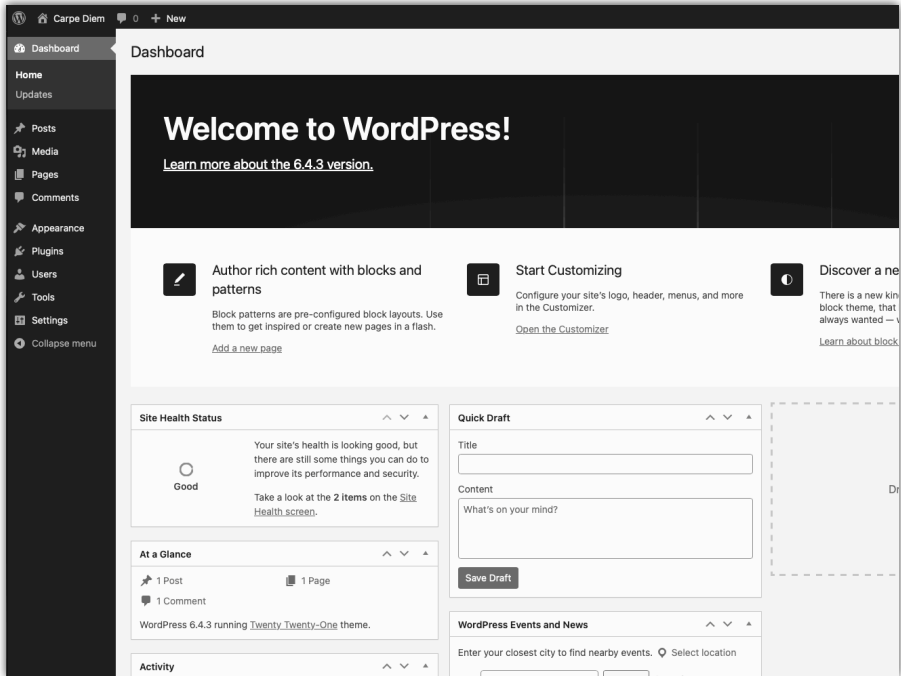 Carpe Diem 0 New
Dashboard
Home
Updates
Posts
Media
Pages
Comments
Appearance
Plugins
Users
Tools
Settings
Collapse menu
Dashboard
Welcome to WordPress!
Learn more about the 6.4.3 version.
Author rich content with blocks and
patterns
Block patterns are pre-configured block layouts. Use
them to get inspired or create new pages in a flash.
Add a new page
Start Customizing
Configure your site's logo, header, menus, and more
in the Customizer.
Open the Customizer
Discover a ne
There is a new kin
block theme, that
always wanted —
Learn about block
Site Health Status
Good
Your site's health is looking good, but
there are still some things you can do to
improve its performance and security.
Take a look at the 2 items on the Site
Health screen.
At a Glance
1 Post
1 Page
1 Comment
WordPress 6.4.3 running Twenty Twenty-One theme.
Activity
Quick Draft
Title
Content
What's on your mind?
Save Draft
WordPress Events and News
Enter your closest city to find nearby events. Select location
Dr